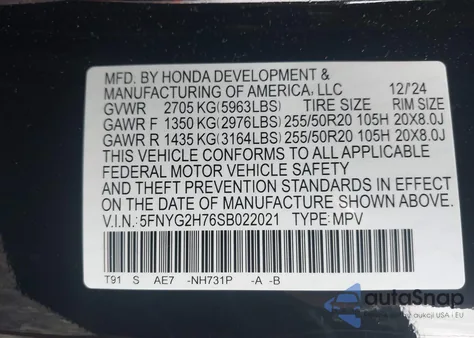 MFD. BY HONDA DEVELOPMENT &
MANUFACTURING OF AMERICA, LLC 12/'24
GVWR 2705 KG(5963LBS) TIRE SIZE RIM SIZE
GAWR F 1350 KG(2976LBS) 255/50R20 105H 20X8.0J
GAWR R 1435 KG(3164LBS) 255/50R20 105H 20X8.0J
THIS VEHICLE CONFORMS TO ALL APPLICABLE
FEDERAL MOTOR VEHICLE SAFETY
AND THEFT PREVENTION STANDARDS IN EFFECT
ON THE DATE OF MANUFACTURE SHOWN ABOVE.
V.I.N.: 5FNYG2H76SB022021 TYPE: MPV
T91 S AE7 -NH731P -A -B
autoSnap
aukcji USA i EU